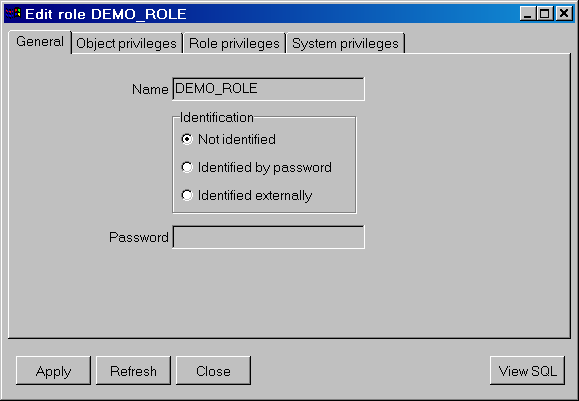 Edit role DEMO_ROLE
General Object privileges Role privileges System privileges
Name DEMO_ROLE
Identification
Not identified
Identified by password
Identified externally
Password
Apply Refresh Close View SQL